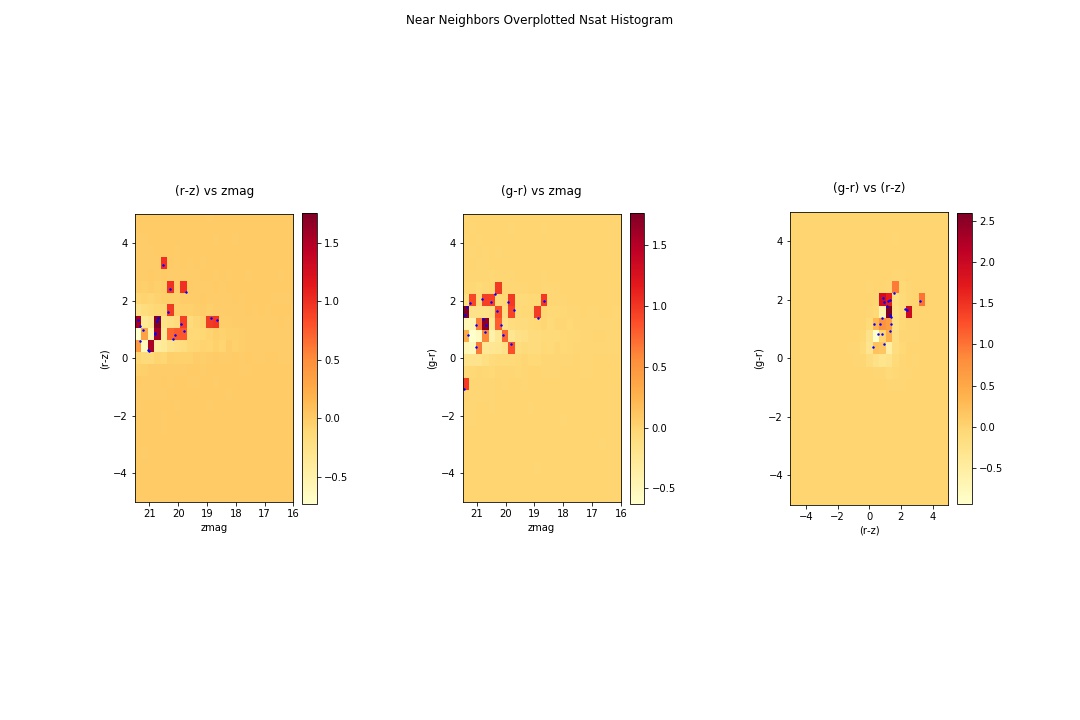 Near Neighbors Overplotted Nsat Histogram
(r-z) vs zmag
(r-z)
4
2
0
−2
−4
21 20 19 18 17 16
zmag
1.5
1.0
0.5
0.0
−0.5
(g-r) vs zmag
(g-r)
4
2
0
−2
−4
21 20 19 18 17 16
zmag
1.5
1.0
0.5
0.0
−0.5
(g-r) vs (r-z)
(g-r)
4
2
0
−2
−4
−4 −2 0 2 4
(r-z)
2.5
2.0
1.5
1.0
0.5
0.0
−0.5